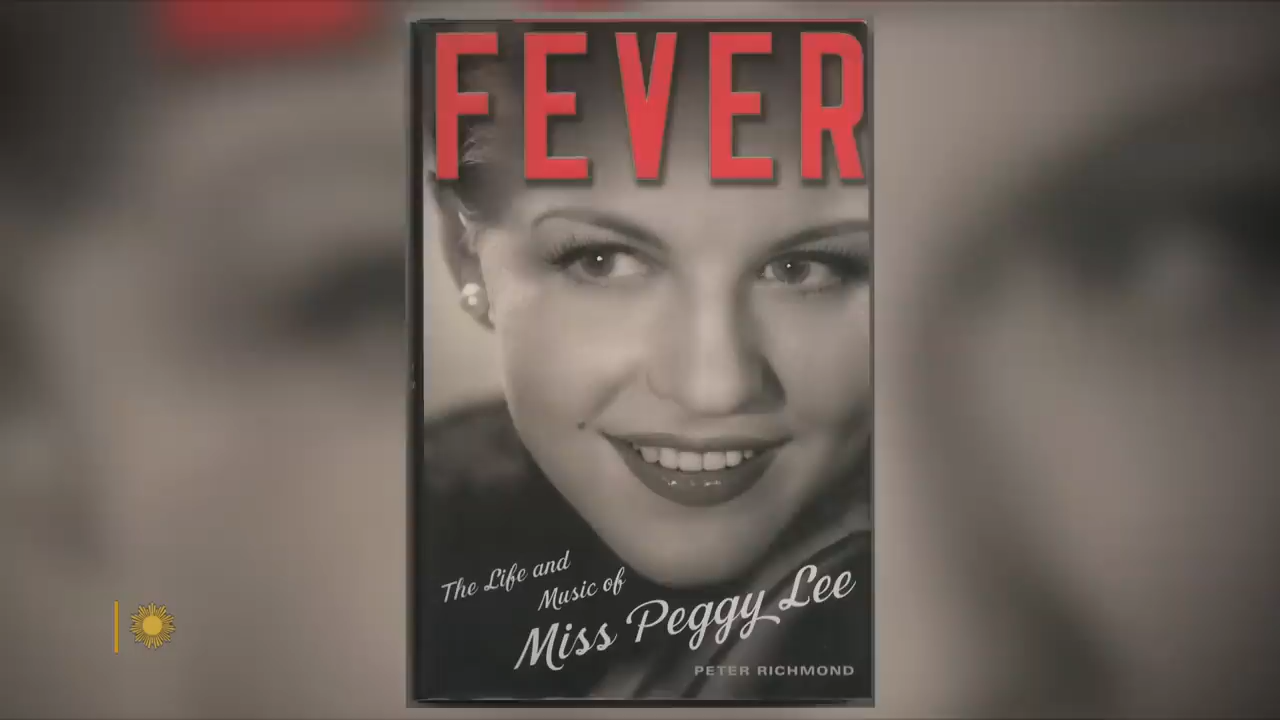 FEVER
The Life and
Music of
Miss Peggy Lee
PETER RICHMOND